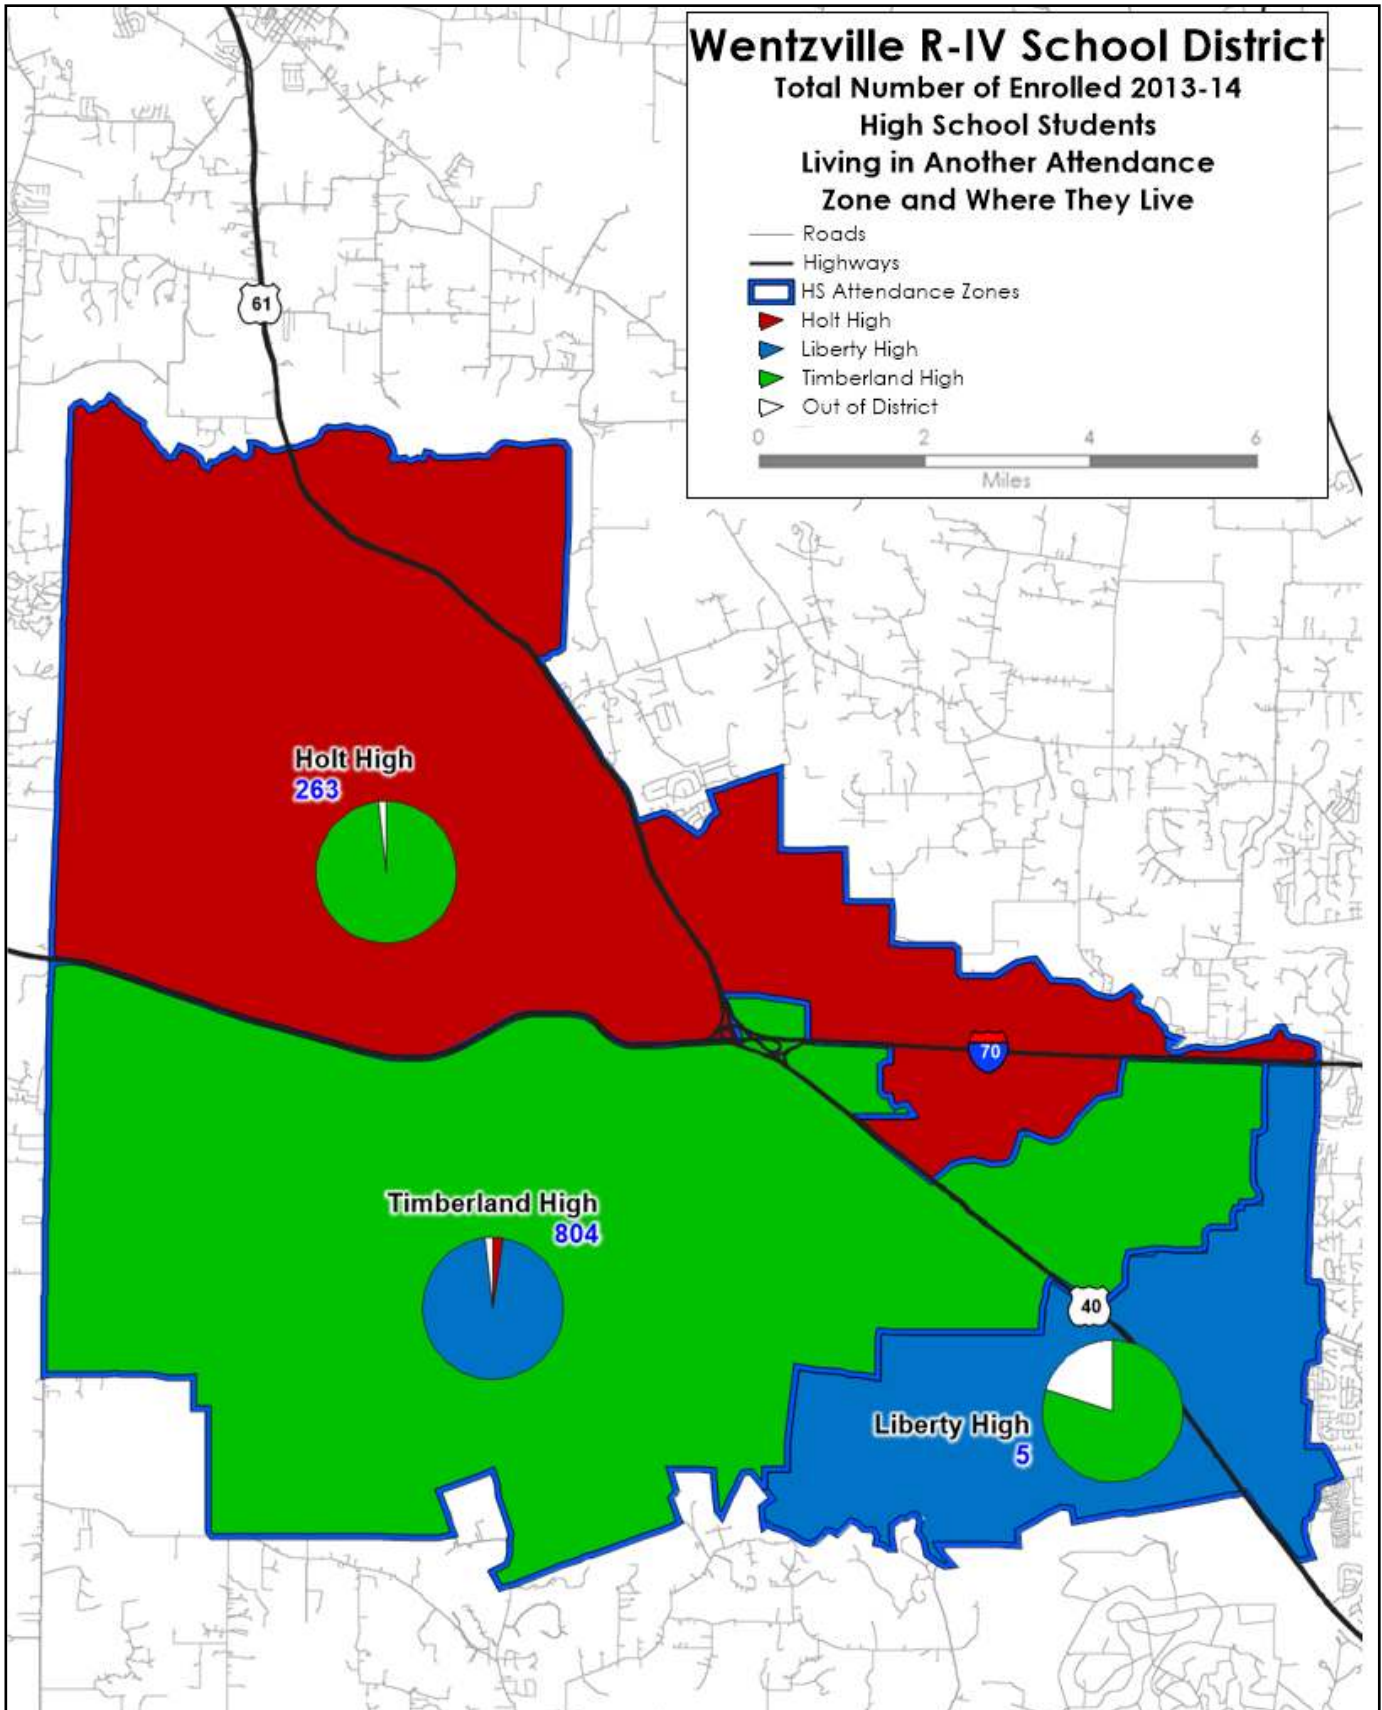 Wentzville R-IV School District
Total Number of Enrolled 2013-14
High School Students
Living in Another Attendance
Zone and Where They Live
Roads
Highways
HS Attendance Zones
Holt High
Liberty High
Timberland High
Out of District
0 2 4 6
Miles
61
Holt High
263
70
Timberland High
804
40
Liberty High
5